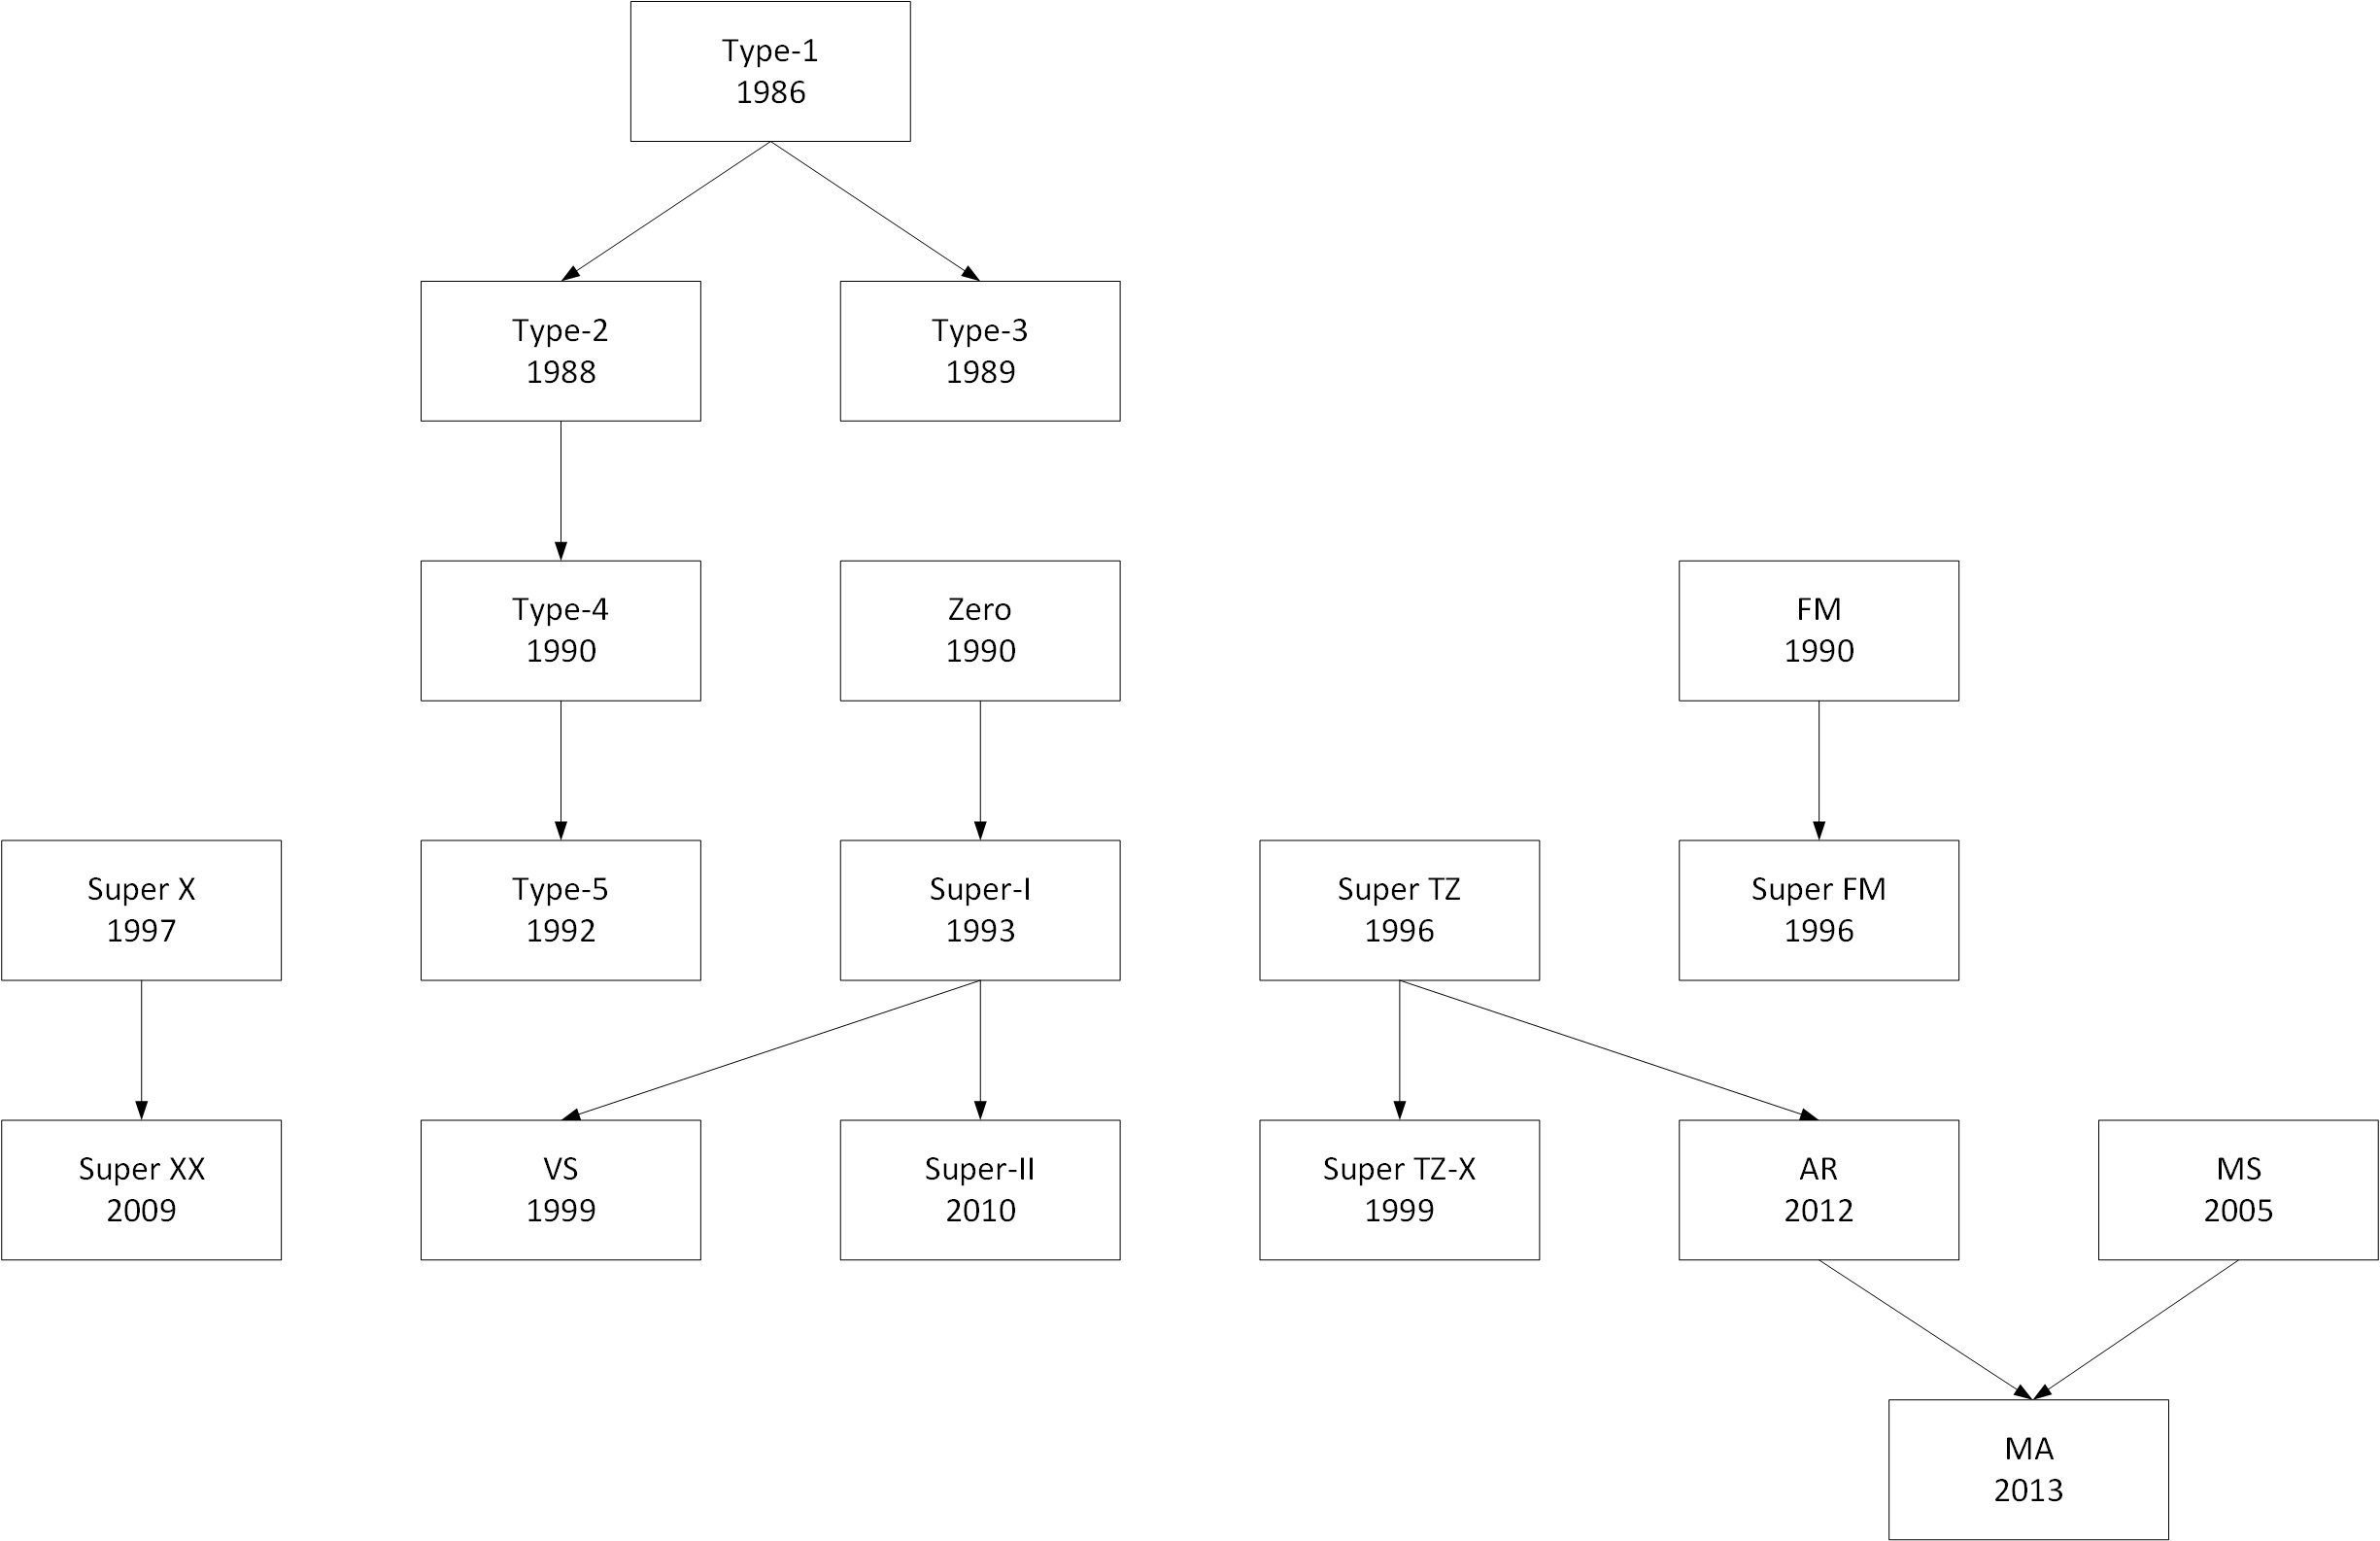 Type-1
1986
Type-2
1988
Type-3
1989
Type-4
1990
Zero
1990
FM
1990
Super X
1997
Type-5
1992
Super-I
1993
Super TZ
1996
Super FM
1996
Super XX
2009
VS
1999
Super-II
2010
Super TZ-X
1999
AR
2012
MS
2005
MA
2013